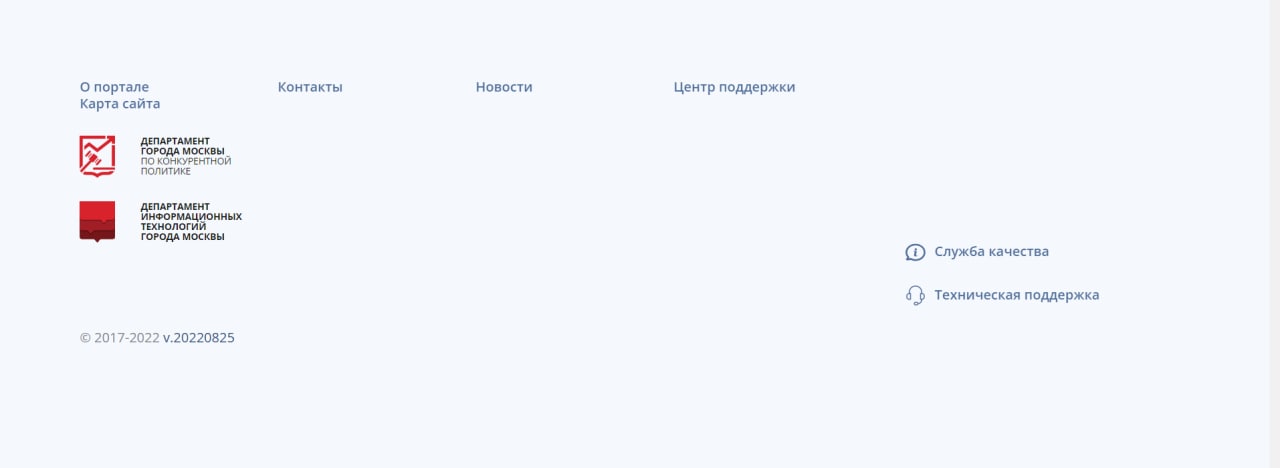 О портале
Контакты
Новости
Центр поддержки
Карта сайта
ДЕПАРТАМЕНТ
ГОРОДА МОСКВЫ
ПО КОНКУРЕНТНОЙ
ПОЛИТИКЕ
ДЕПАРТАМЕНТ
ИНФОРМАЦИОННЫХ
ТЕХНОЛОГИЙ
ГОРОДА МОСКВЫ
Служба качества
Техническая поддержка
© 2017-2022 v.20220825